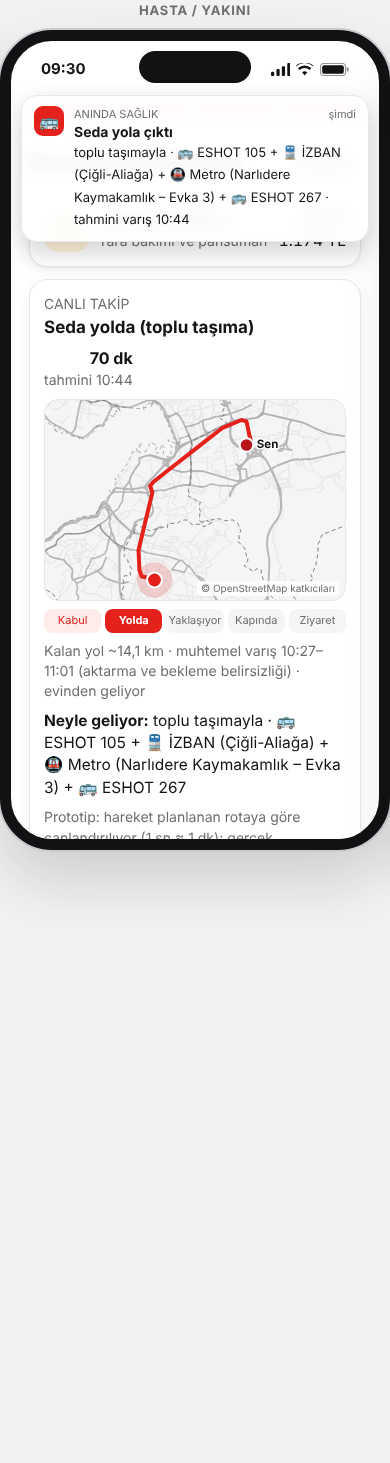 HASTA / YAKINI
09:30
ANINDA SAĞLIK
şimdi
Seda yola çıktı
toplu taşımayla · 🚌 ESHOT 105 + 🚆 İZBAN
(Çiğli-Aliağa) + 🚇 Metro (Narlıdere
Kaymakamlık – Evka 3) + 🚌 ESHOT 267 ·
tahmini varış 10:44
Yara bakımı ve pansuman 1.174 TL
CANLI TAKİP
Seda yolda (toplu taşıma)
70 dk
tahmini 10:44
Sen
© OpenStreetMap katkıcıları
Kabul
Yolda
Yaklaşıyor
Kapında
Ziyaret
Kalan yol ~14,1 km · muhtemel varış 10:27–
11:01 (aktarma ve bekleme belirsizliği) ·
evinden geliyor
Neyle geliyor: toplu taşımayla · 🚌
ESHOT 105 + 🚆 İZBAN (Çiğli-Aliağa) +
🚇 Metro (Narlıdere Kaymakamlık – Evka
3) + 🚌 ESHOT 267
Prototip: hareket planlanan rotaya göre
canlandırılıyor (1 sn ≈ 1 dk); gerçek